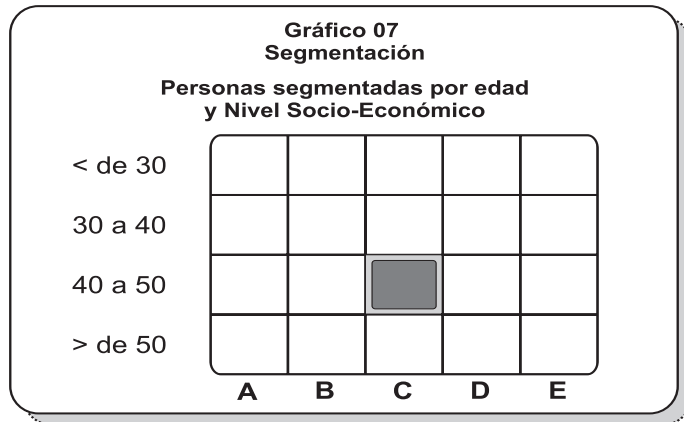 Gráfico 07
Segmentación
Personas segmentadas por edad
y Nivel Socio-Económico
< de 30
30 a 40
40 a 50
> de 50
A B C D E